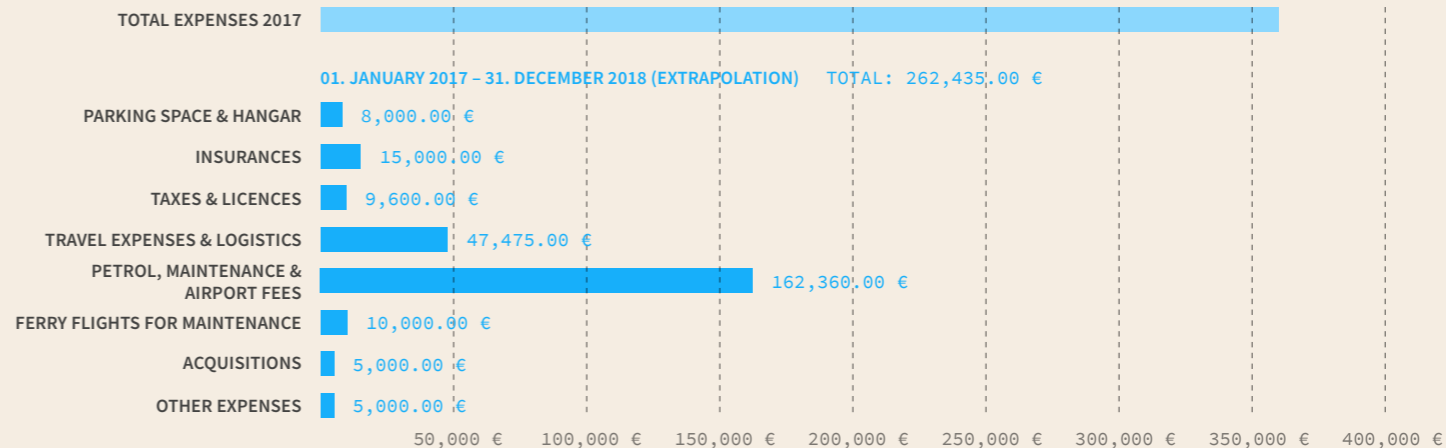 TOTAL EXPENSES 2017
01. JANUARY 2017 – 31. DECEMBER 2018 (EXTRAPOLATION) TOTAL: 262,435.00 €
PARKING SPACE & HANGAR 8,000.00 €
INSURANCES 15,000.00 €
TAXES & LICENCES 9,600.00 €
TRAVEL EXPENSES & LOGISTICS 47,475.00 €
PETROL, MAINTENANCE &
AIRPORT FEES 162,360.00 €
FERRY FLIGHTS FOR MAINTENANCE 10,000.00 €
ACQUISITIONS 5,000.00 €
OTHER EXPENSES 5,000.00 €
50,000 € 100,000 € 150,000 € 200,000 € 250,000 € 300,000 € 350,000 € 400,000 €